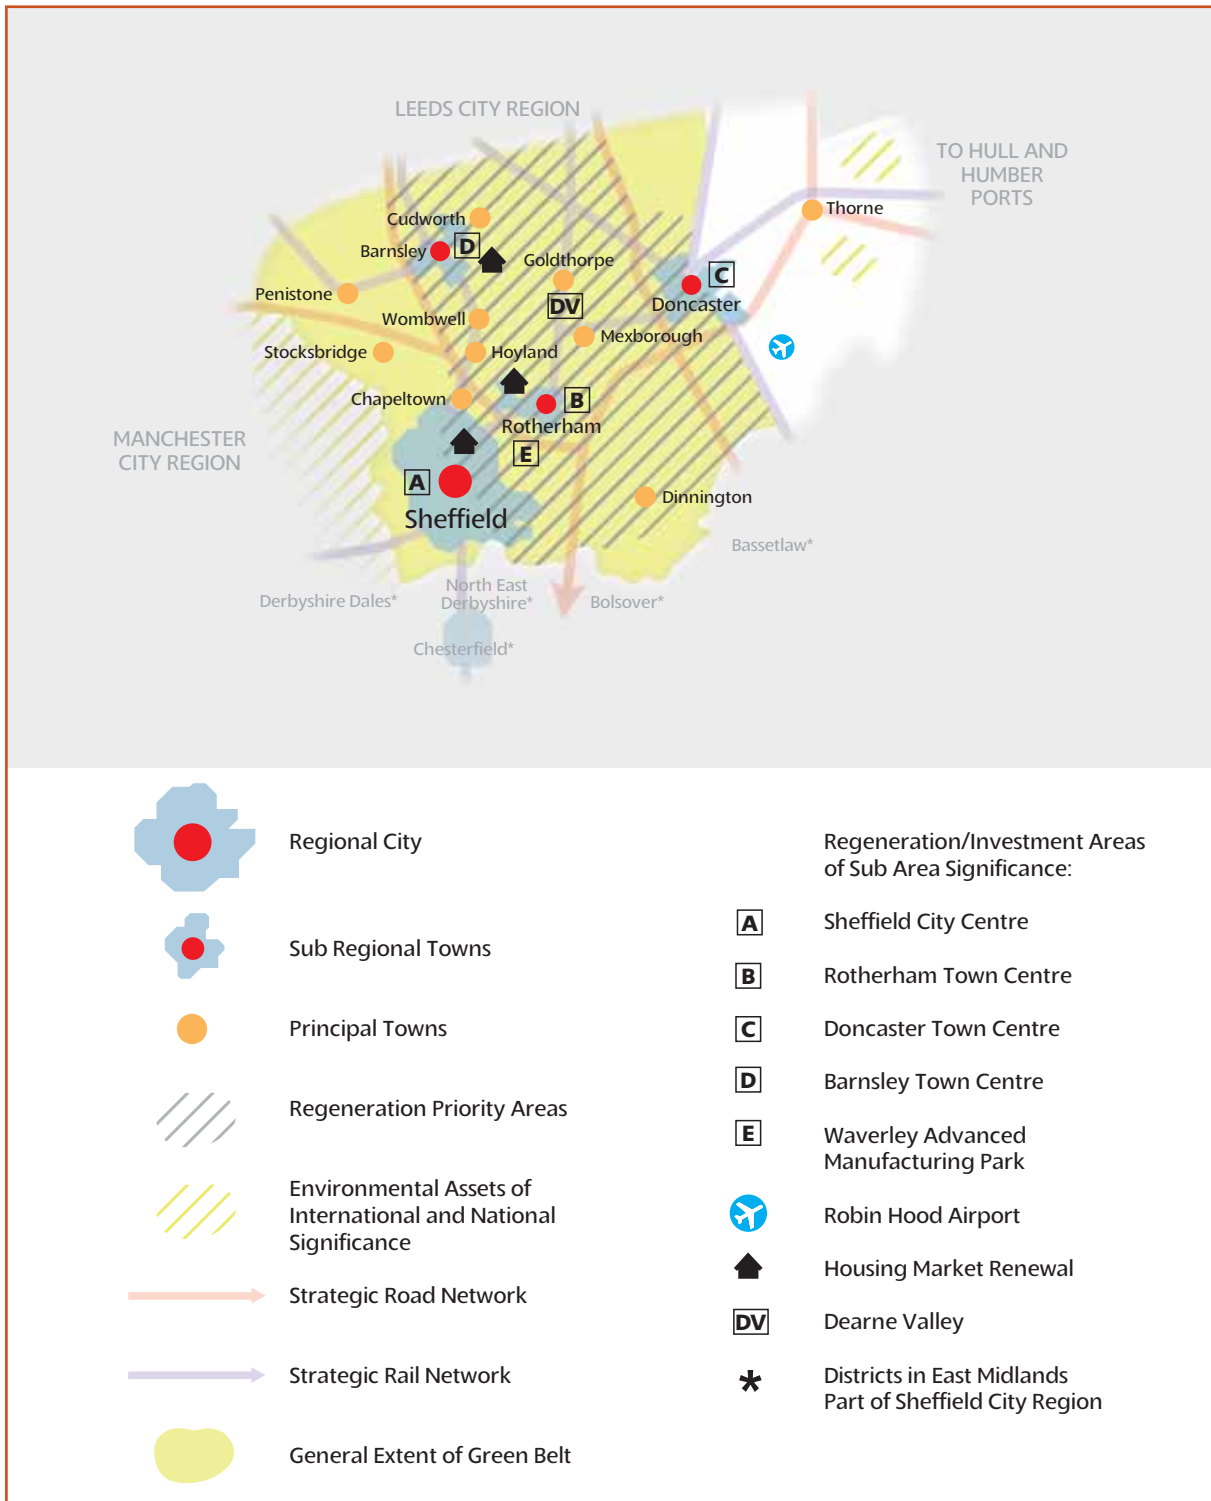 LEEDS CITY REGION
TO HULL AND
HUMBER
PORTS
Thorne
Cudworth
Barnsley
D
Goldthorpe
C
Penistone
DV
Doncaster
Wombwell
Mexborough
Stocksbridge
Hoyland
Chapeltown
B
Rotherham
MANCHESTER
CITY REGION
E
A
Sheffield
Dinnington
Bassetlaw*
Derbyshire Dales*
North East
Derbyshire*
Bolsover*
Chesterfield*
Regional City
Sub Regional Towns
Principal Towns
Regeneration Priority Areas
Environmental Assets of
International and National
Significance
Strategic Road Network
Strategic Rail Network
General Extent of Green Belt
Regeneration/Investment Areas
of Sub Area Significance:
A Sheffield City Centre
B Rotherham Town Centre
C Doncaster Town Centre
D Barnsley Town Centre
E Waverley Advanced
Manufacturing Park
Robin Hood Airport
Housing Market Renewal
DV Dearne Valley
* Districts in East Midlands
Part of Sheffield City Region